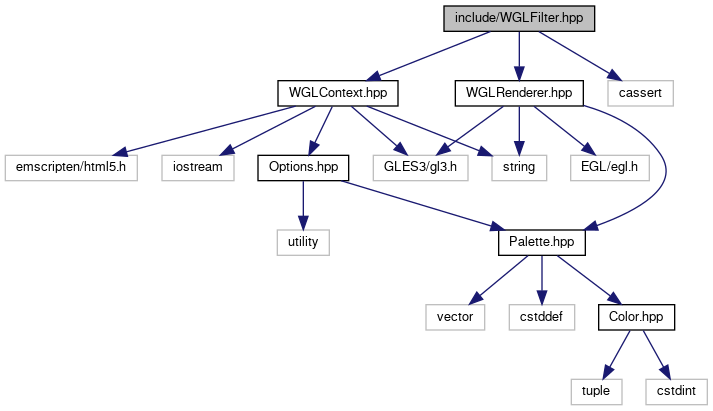 include/WGLFilter.hpp
WGLContext.hpp
WGLRenderer.hpp
cassert
emscripten/html5.h
iostream
Options.hpp
GLES3/gl3.h
string
EGL/egl.h
utility
Palette.hpp
vector
cstddef
Color.hpp
tuple
cstdint